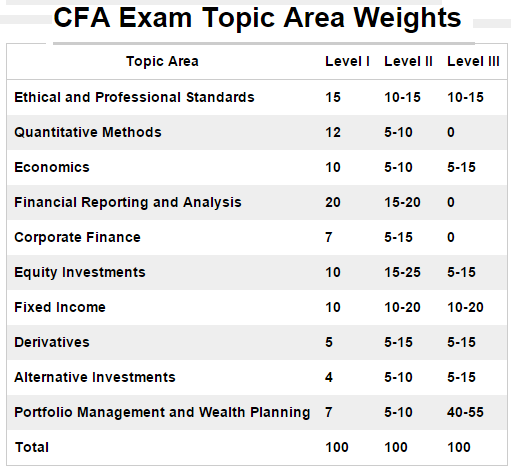 CFA Exam Topic Area Weights
Topic Area Level I Level II Level III
Ethical and Professional Standards 15 10-15 10-15
Quantitative Methods 12 5-10 0
Economics 10 5-10 5-15
Financial Reporting and Analysis 20 15-20 0
Corporate Finance 7 5-15 0
Equity Investments 10 15-25 5-15
Fixed Income 10 10-20 10-20
Derivatives 5 5-15 5-15
Alternative Investments 4 5-10 5-15
Portfolio Management and Wealth Planning 7 5-10 40-55
Total 100 100 100